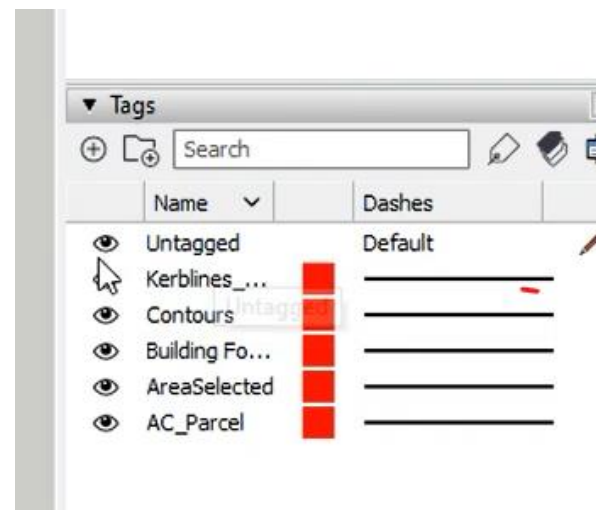 Tags
Search
Name Dashes
Untagged Default
Kerblines_...
Untagged
Contours
Building Fo...
AreaSelected
AC_Parcel